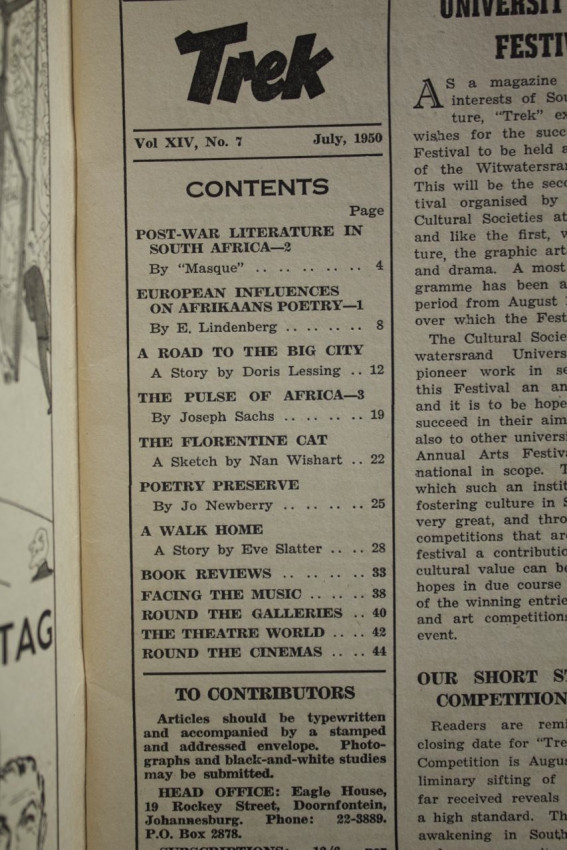 Trek
Vol XIV, No. 7 July, 1950
CONTENTS
Page
POST-WAR LITERATURE IN
SOUTH AFRICA—2
By "Masque" .. .. .. .. .. 4
EUROPEAN INFLUENCES
ON AFRIKAANS POETRY—1
By E. Lindenberg .. .. .. .. 8
A ROAD TO THE BIG CITY
A Story by Doris Lessing .. 12
THE PULSE OF AFRICA—3
By Joseph Sachs .. .. .. .. 19
THE FLORENTINE CAT
A Sketch by Nan Wishart .. 22
POETRY PRESERVE
By Jo Newberry .. .. .. .. 25
A WALK HOME
A Story by Eve Slatter .. .. 28
BOOK REVIEWS .. .. .. .. 33
FACING THE MUSIC .. .. .. 38
ROUND THE GALLERIES .. 40
THE THEATRE WORLD .. .. 42
ROUND THE CINEMAS .. .. 44
TO CONTRIBUTORS
Articles should be typewritten
and accompanied by a stamped
and addressed envelope. Photo-
graphs and black-and-white studies
may be submitted.
HEAD OFFICE: Eagle House,
19 Rockey Street, Doornfontein,
Johannesburg. Phone: 22-3889.
P.O. Box 2878.
UNIVERSIT
FESTIV
AS a magazine
interests of Sou
ture, "Trek" ex
wishes for the succ
Festival to be held a
of the Witwatersra
This will be the seco
tival organised by
Cultural Societies at
and like the first, w
ture, the graphic art
and drama. A most
gramme has been a
period from August
over which the Fest
The Cultural Socie
watersrand Univers
pioneer work in se
this Festival an an
and it is to be hope
succeed in their aim
also to other universi
Annual Arts Festiva
national in scope. T
which such an instit
fostering culture in S
very great, and thro
competitions that are
festival a contributio
cultural value can be
hopes in due course
of the winning entrie
and art competitions
event.
OUR SHORT ST
COMPETITION
Readers are remi
closing date for "Tre
Competition is Augus
liminary sifting of
far received reveals
a high standard. Th
awakening in South
TAG